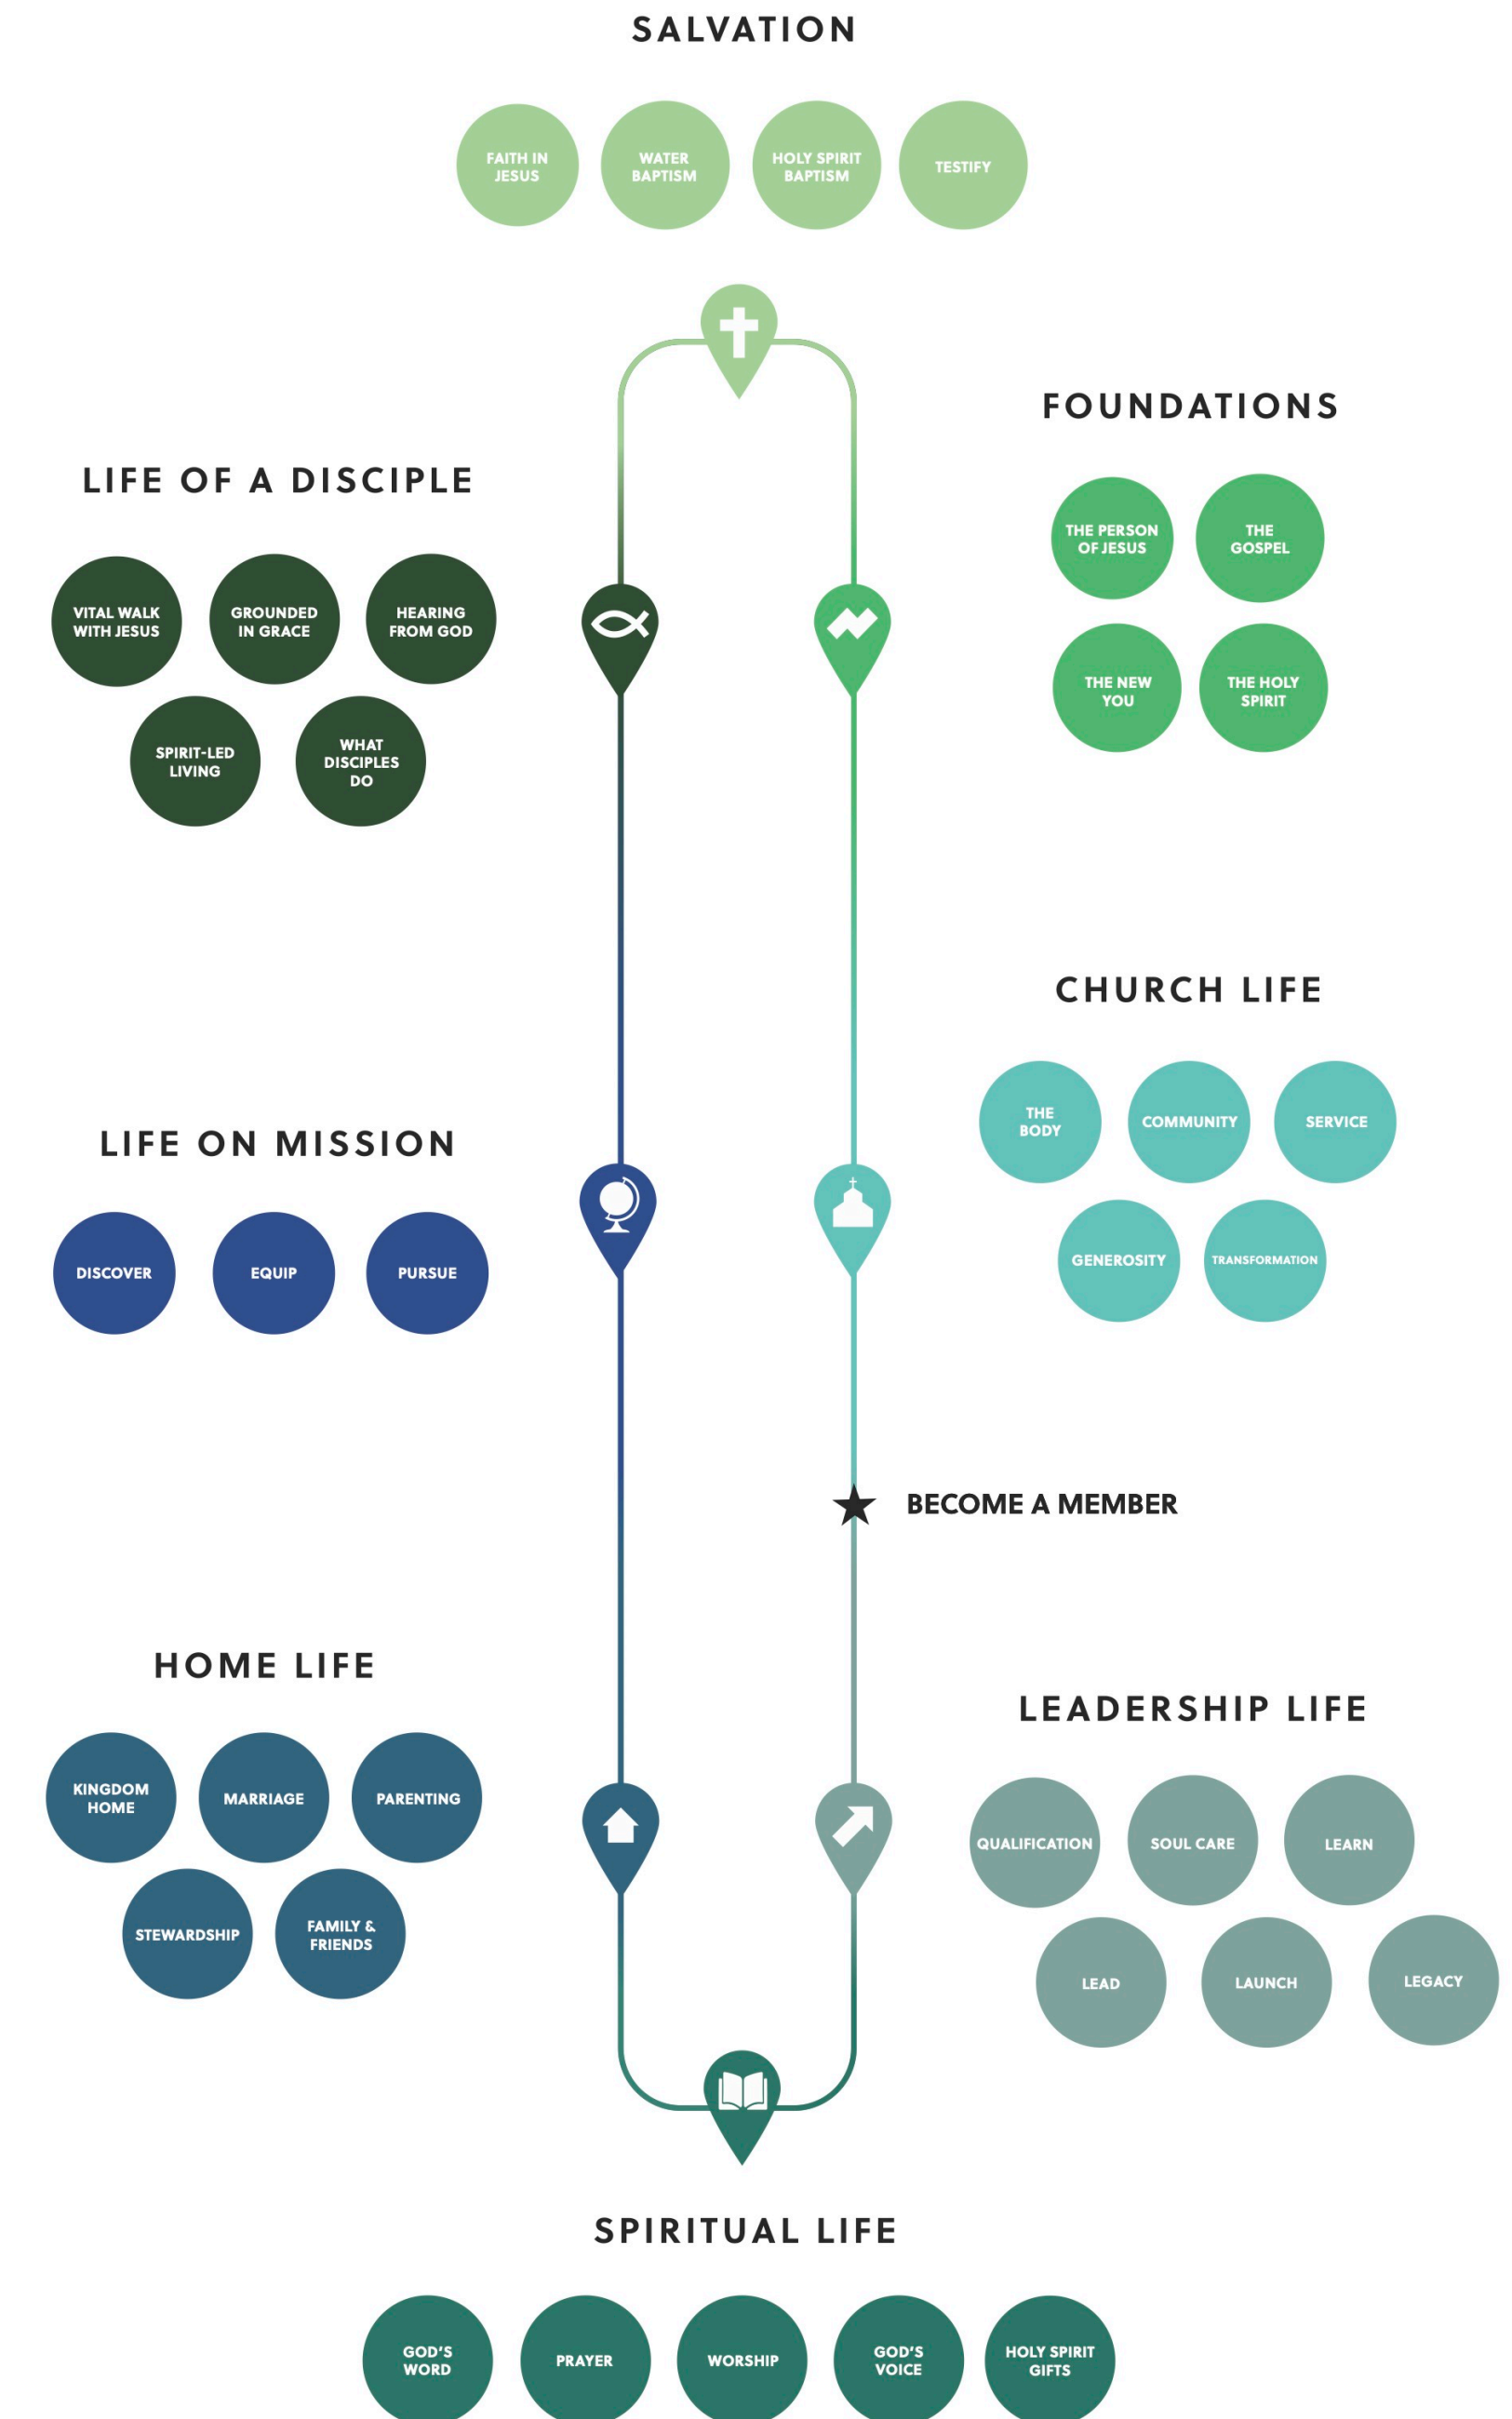 SALVATION
FAITH IN
JESUS
WATER
BAPTISM
HOLY SPIRIT
BAPTISM
TESTIFY
FOUNDATIONS
THE PERSON
OF JESUS
THE
GOSPEL
THE NEW
YOU
THE HOLY
SPIRIT
LIFE OF A DISCIPLE
VITAL WALK
WITH JESUS
GROUNDED
IN GRACE
HEARING
FROM GOD
SPIRIT-LED
LIVING
WHAT
DISCIPLES
DO
CHURCH LIFE
THE
BODY
COMMUNITY
SERVICE
GENEROSITY
TRANSFORMATION
LIFE ON MISSION
DISCOVER
EQUIP
PURSUE
BECOME A MEMBER
HOME LIFE
KINGDOM
HOME
MARRIAGE
PARENTING
STEWARDSHIP
FAMILY &
FRIENDS
LEADERSHIP LIFE
QUALIFICATION
SOUL CARE
LEARN
LEAD
LAUNCH
LEGACY
SPIRITUAL LIFE
GOD'S
WORD
PRAYER
WORSHIP
GOD'S
VOICE
HOLY SPIRIT
GIFTS